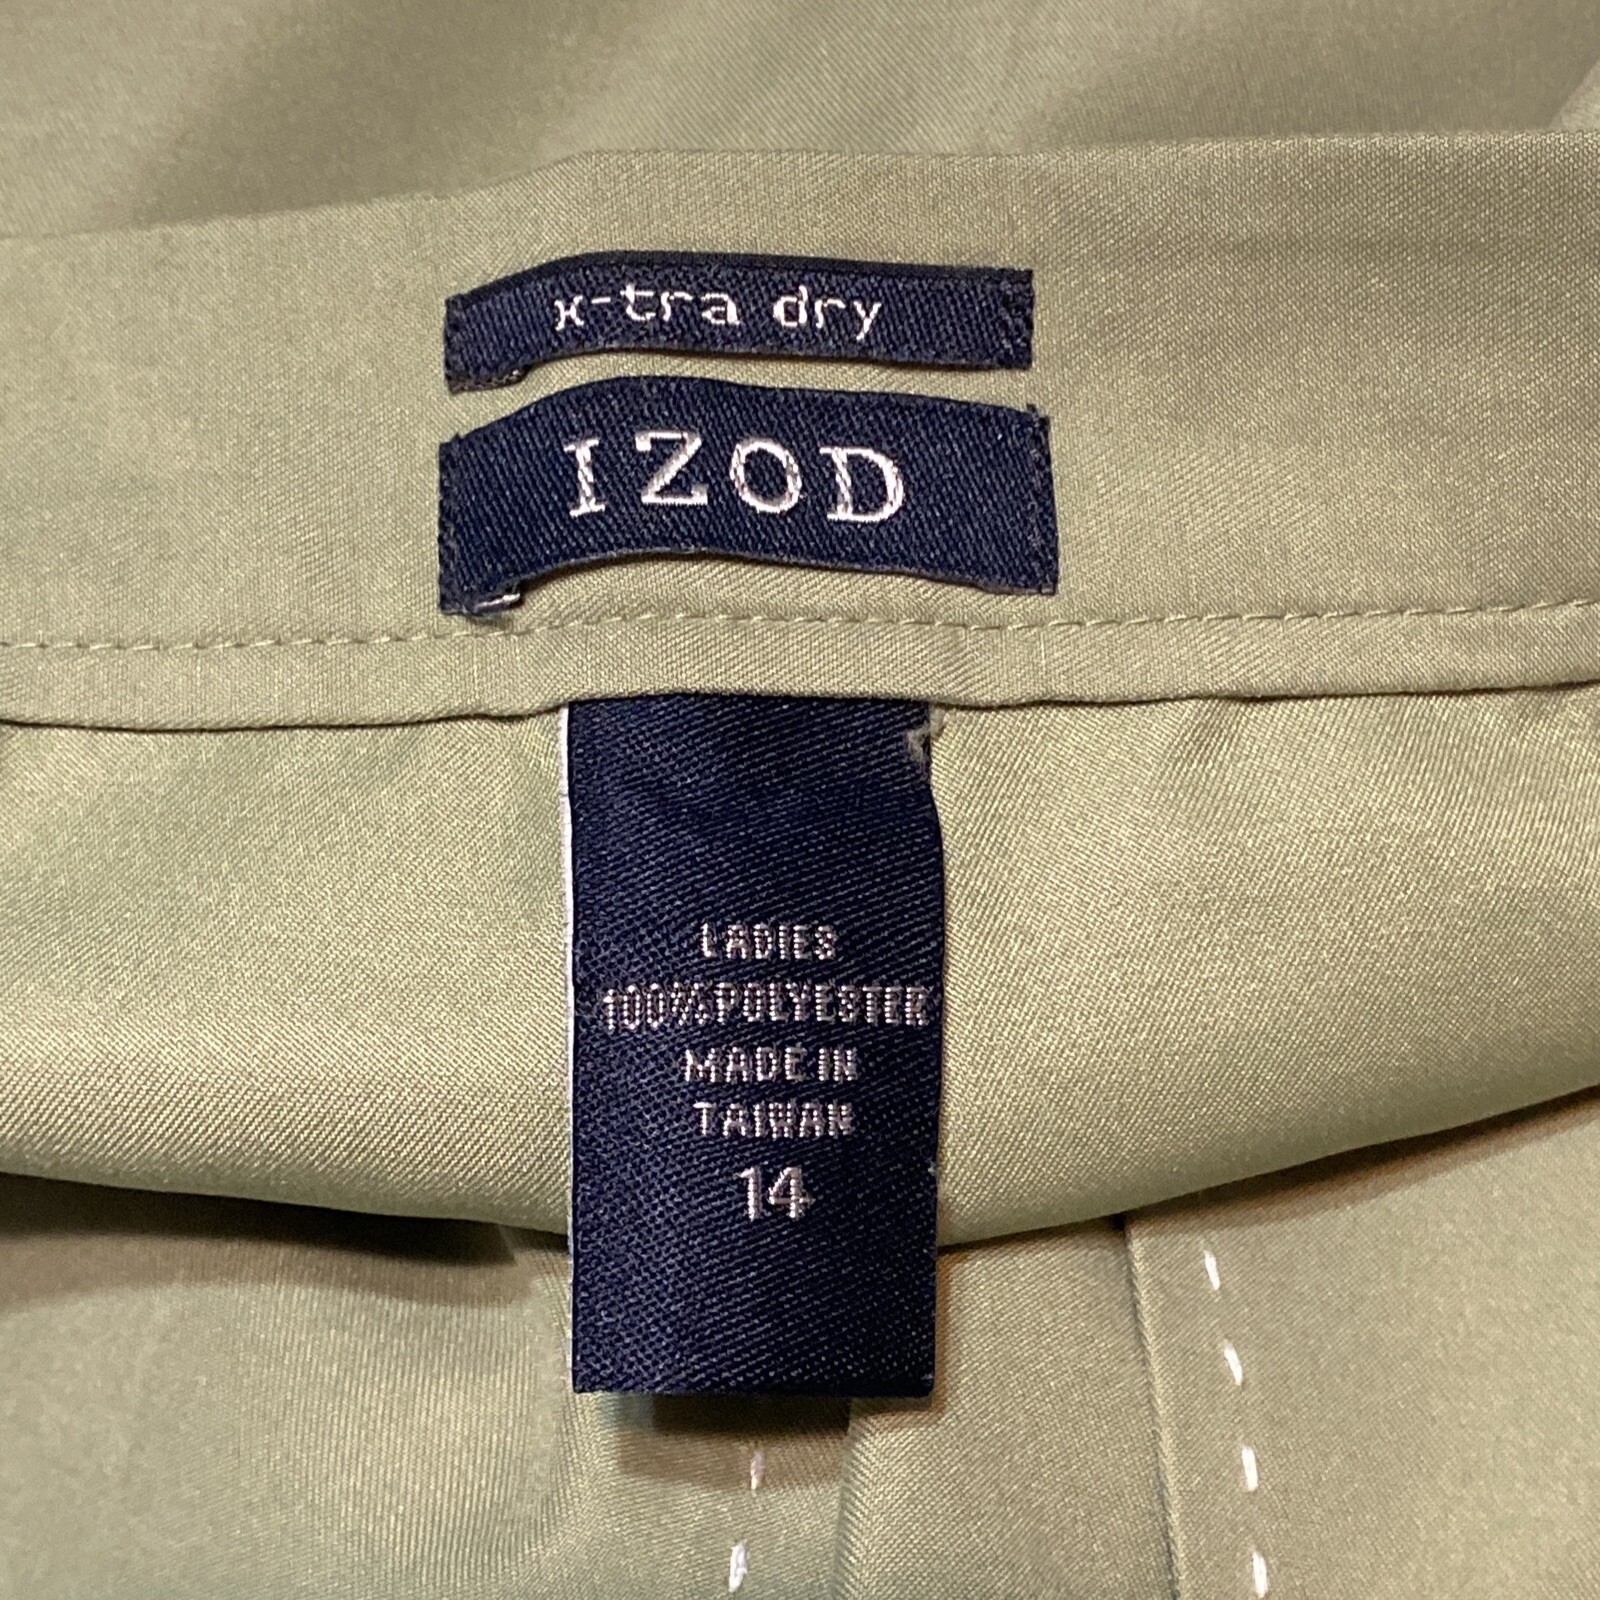 x-tra dry
IZOD
LADIES
100% POLYESTER
MADE IN
TAIWAN
14